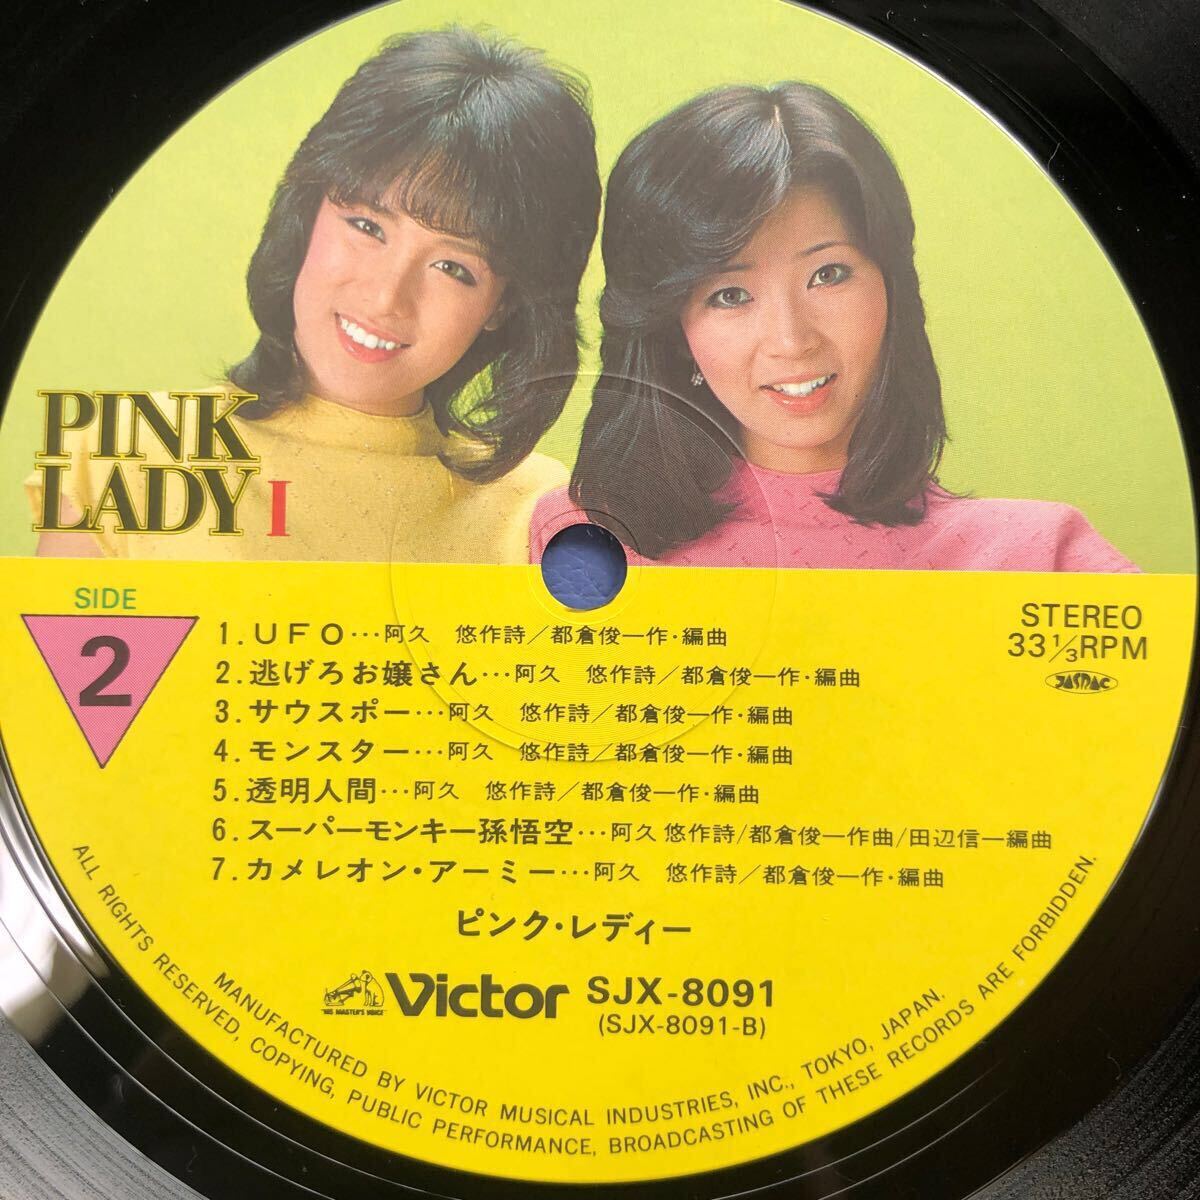 PINK
LADY I
SIDE
2
STEREO
33 1/3 RPM
JASRAC
1. UFO…阿久　悠作詩／都倉俊一作・編曲
2. 逃げろお嬢さん…阿久　悠作詩／都倉俊一作・編曲
3. サウスポー…阿久　悠作詩／都倉俊一作・編曲
4. モンスター…阿久　悠作詩／都倉俊一作・編曲
5. 透明人間…阿久　悠作詩／都倉俊一作・編曲
6. スーパーモンキー孫悟空…阿久 悠作詩/都倉俊一作曲/田辺信一編曲
7. カメレオン・アーミー…阿久　悠作詩／都倉俊一作・編曲
ピンク・レディー
"HIS MASTER'S VOICE"
Victor SJX-8091
(SJX-8091-B)
MANUFACTURED BY VICTOR MUSICAL INDUSTRIES, INC., TOKYO, JAPAN.
ALL RIGHTS RESERVED, COPYING, PUBLIC PERFORMANCE, BROADCASTING OF THESE RECORDS ARE FORBIDDEN.